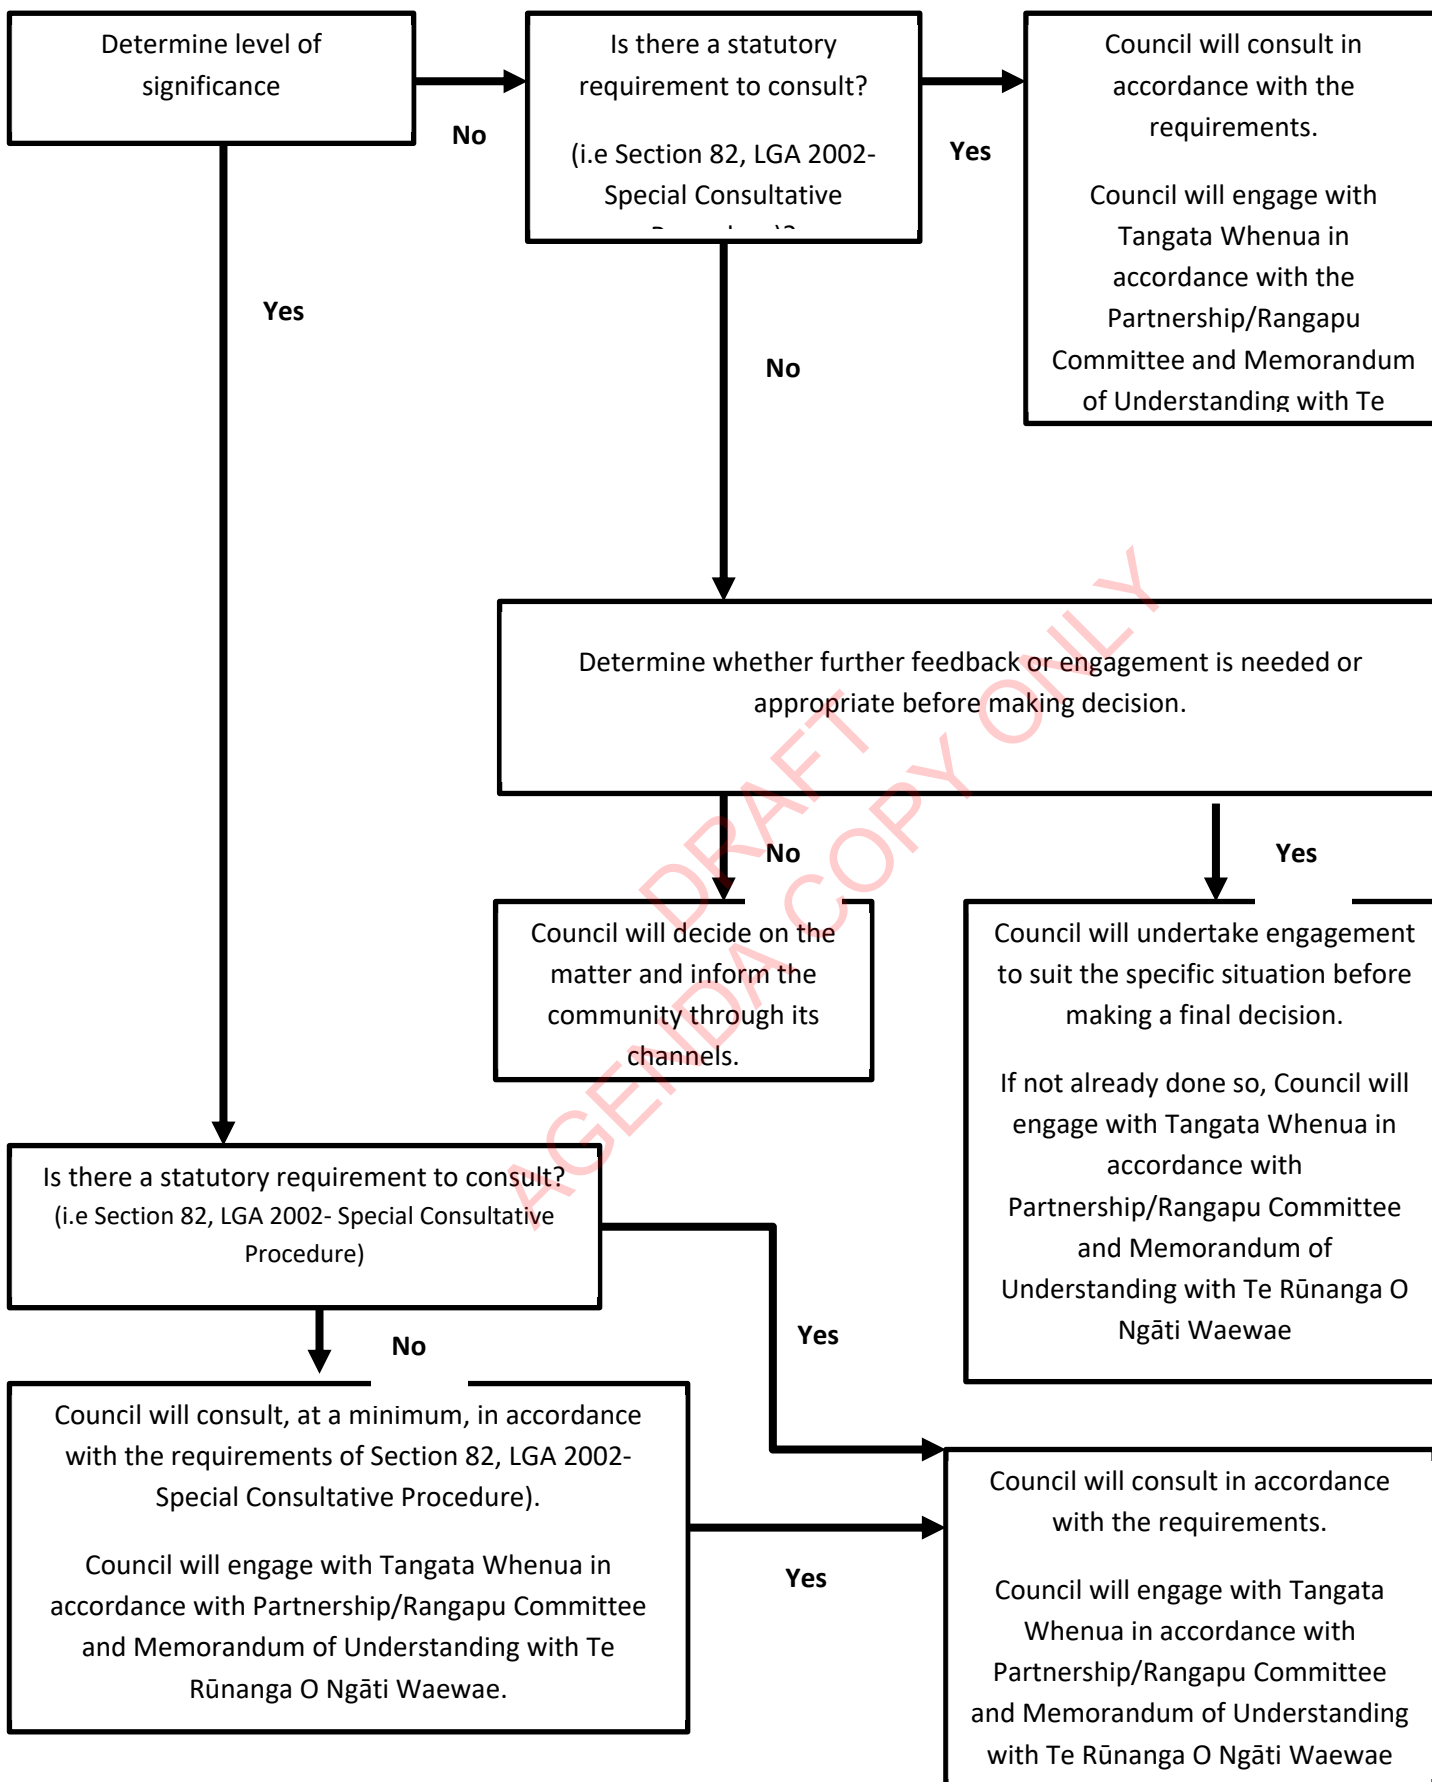 Determine level of
significance
No
Is there a statutory
requirement to consult?
(i.e Section 82, LGA 2002-
Special Consultative
Yes
Council will consult in
accordance with the
requirements.
Council will engage with
Tangata Whenua in
accordance with the
Partnership/Rangapu
Committee and Memorandum
of Understanding with Te
Yes
No
Determine whether further feedback or engagement is needed or
appropriate before making decision.
DRAFT
AGENDA COPY ONLY
No
Yes
Council will decide on the
matter and inform the
community through its
channels.
Council will undertake engagement
to suit the specific situation before
making a final decision.
If not already done so, Council will
engage with Tangata Whenua in
accordance with
Partnership/Rangapu Committee
and Memorandum of
Understanding with Te Rūnanga O
Ngāti Waewae
Is there a statutory requirement to consult?
(i.e Section 82, LGA 2002- Special Consultative
Procedure)
No
Yes
Council will consult, at a minimum, in accordance
with the requirements of Section 82, LGA 2002-
Special Consultative Procedure).
Council will engage with Tangata Whenua in
accordance with Partnership/Rangapu Committee
and Memorandum of Understanding with Te
Rūnanga O Ngāti Waewae.
Yes
Council will consult in accordance
with the requirements.
Council will engage with Tangata
Whenua in accordance with
Partnership/Rangapu Committee
and Memorandum of Understanding
with Te Rūnanga O Ngāti Waewae